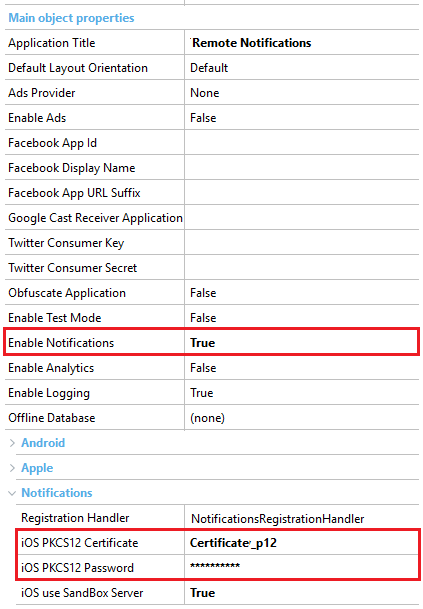 Main object properties
Application Title Remote Notifications
Default Layout Orientation Default
Ads Provider None
Enable Ads False
Facebook App Id
Facebook Display Name
Facebook App URL Suffix
Google Cast Receiver Application
Twitter Consumer Key
Twitter Consumer Secret
Obfuscate Application False
Enable Test Mode False
Enable Notifications True
Enable Analytics False
Enable Logging True
Offline Database (none)
Android
Apple
Notifications
Registration Handler NotificationsRegistrationHandler
iOS PKCS12 Certificate Certificate_p12
iOS PKCS12 Password **********
iOS use SandBox Server True